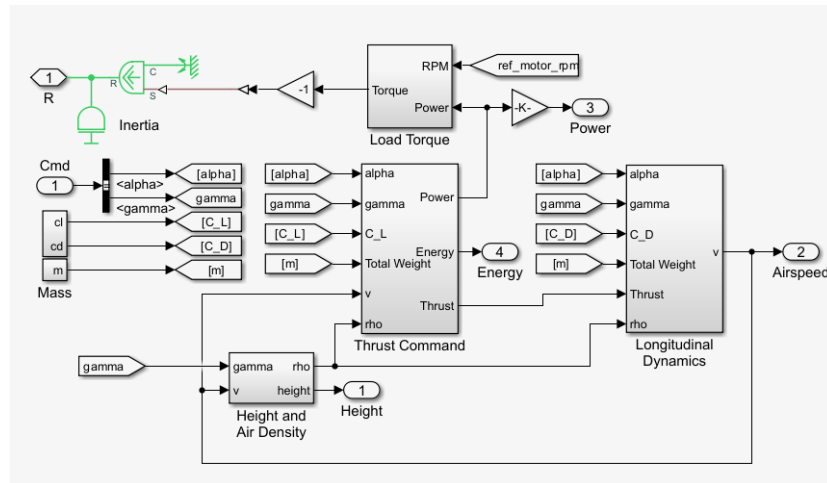 1
R
R
C
S
Inertia
-1
RPM
Torque
Power
Load Torque
ref_motor_rpm
-K-
3
Power
Cmd
1
<alpha>
<gamma>
[alpha]
gamma
cl
cd
m
Mass
[C_L]
[C_D]
[m]
[alpha]
gamma
[C_L]
[m]
alpha
gamma
C_L
Total Weight
v
rho
Power
Energy
Thrust
Thrust Command
4
Energy
[alpha]
gamma
[C_D]
[m]
alpha
gamma
C_D
Total Weight
Thrust
rho
v
Longitudinal
Dynamics
2
Airspeed
gamma
gamma
v
rho
height
Height and
Air Density
1
Height